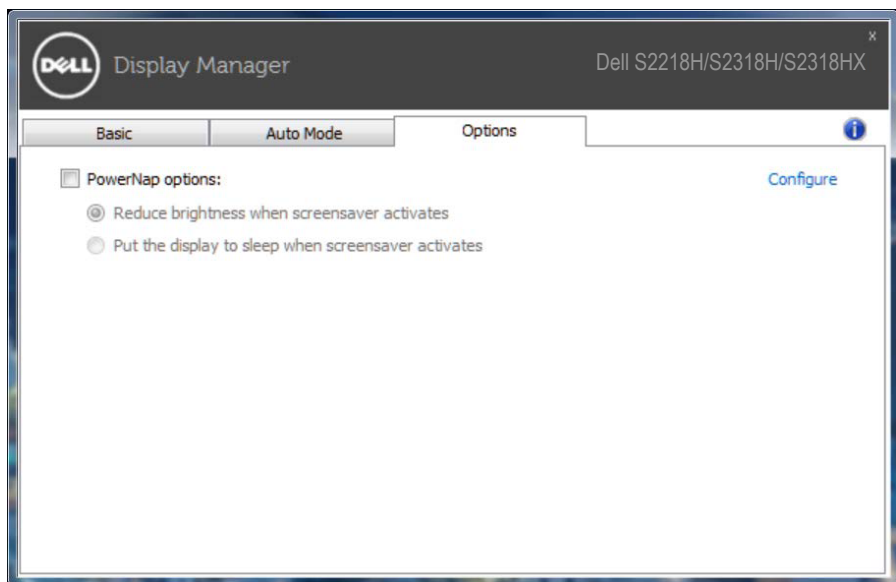 DELL
Display Manager
Dell S2218H/S2318H/S2318HX
x
Basic
Auto Mode
Options
i
PowerNap options:
Configure
Reduce brightness when screensaver activates
Put the display to sleep when screensaver activates